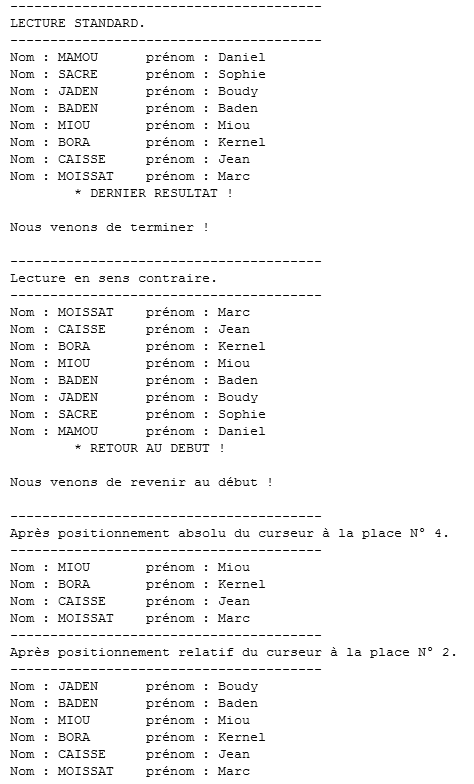 ---------------------------------------
LECTURE STANDARD.
---------------------------------------
Nom : MAMOU      prénom : Daniel
Nom : SACRE      prénom : Sophie
Nom : JADEN      prénom : Boudy
Nom : BADEN      prénom : Baden
Nom : MIOU       prénom : Miou
Nom : BORA       prénom : Kernel
Nom : CAISSE     prénom : Jean
Nom : MOISSAT    prénom : Marc
        * DERNIER RESULTAT !

Nous venons de terminer !

---------------------------------------
Lecture en sens contraire.
---------------------------------------
Nom : MOISSAT    prénom : Marc
Nom : CAISSE     prénom : Jean
Nom : BORA       prénom : Kernel
Nom : MIOU       prénom : Miou
Nom : BADEN      prénom : Baden
Nom : JADEN      prénom : Boudy
Nom : SACRE      prénom : Sophie
Nom : MAMOU      prénom : Daniel
        * RETOUR AU DEBUT !

Nous venons de revenir au début !

---------------------------------------
Après positionnement absolu du curseur à la place N° 4.
---------------------------------------
Nom : MIOU       prénom : Miou
Nom : BORA       prénom : Kernel
Nom : CAISSE     prénom : Jean
Nom : MOISSAT    prénom : Marc
---------------------------------------
Après positionnement relatif du curseur à la place N° 2.
---------------------------------------
Nom : JADEN      prénom : Boudy
Nom : BADEN      prénom : Baden
Nom : MIOU       prénom : Miou
Nom : BORA       prénom : Kernel
Nom : CAISSE     prénom : Jean
Nom : MOISSAT    prénom : Marc